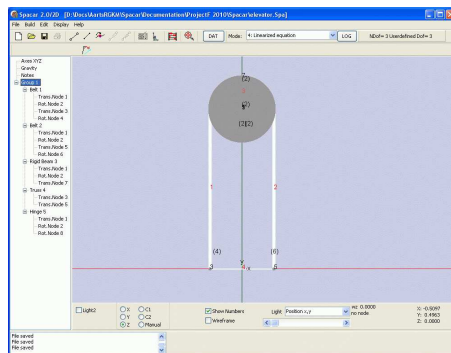 Spacar 2.0/2D [D:\Docs\AartsRGKM\Spacar\Documentation\ProjectF 2010\Spacar\elevator.Spa]
File Build Edit Display Help
DAT Mode: 4: Linearized equation LOG NDof= 3 Userdefined Dof= 3
Axes XYZ
Gravity
Notes
Group 1
Belt 1
Trans.Node 1
Rot.Node 2
Trans.Node 3
Rot.Node 4
Belt 2
Trans.Node 1
Rot.Node 2
Trans.Node 5
Rot.Node 6
Rigid Beam 3
Trans.Node 1
Rot.Node 2
Trans.Node 7
Truss 4
Trans.Node 3
Trans.Node 5
Hinge 5
Trans.Node 1
Rot.Node 2
Rot.Node 8
(2)
(2)
1 2
(4) (6)
y
3 4 x 5
Light2
X C1
Y C2
Z Manual
Show Numbers
Wireframe
Light Position x,y
vs: 0.0000
no node
X: -0.6097
Y: 0.4963
Z: 0.0000
File saved
File saved
File saved